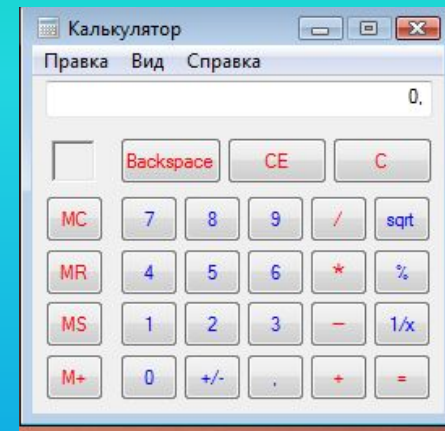 Калькулятор
Правка Вид Справка
0,
Backspace CE C
MC 7 8 9 / sqrt
MR 4 5 6 * %
MS 1 2 3 − 1/x
M+ 0 +/- , + =